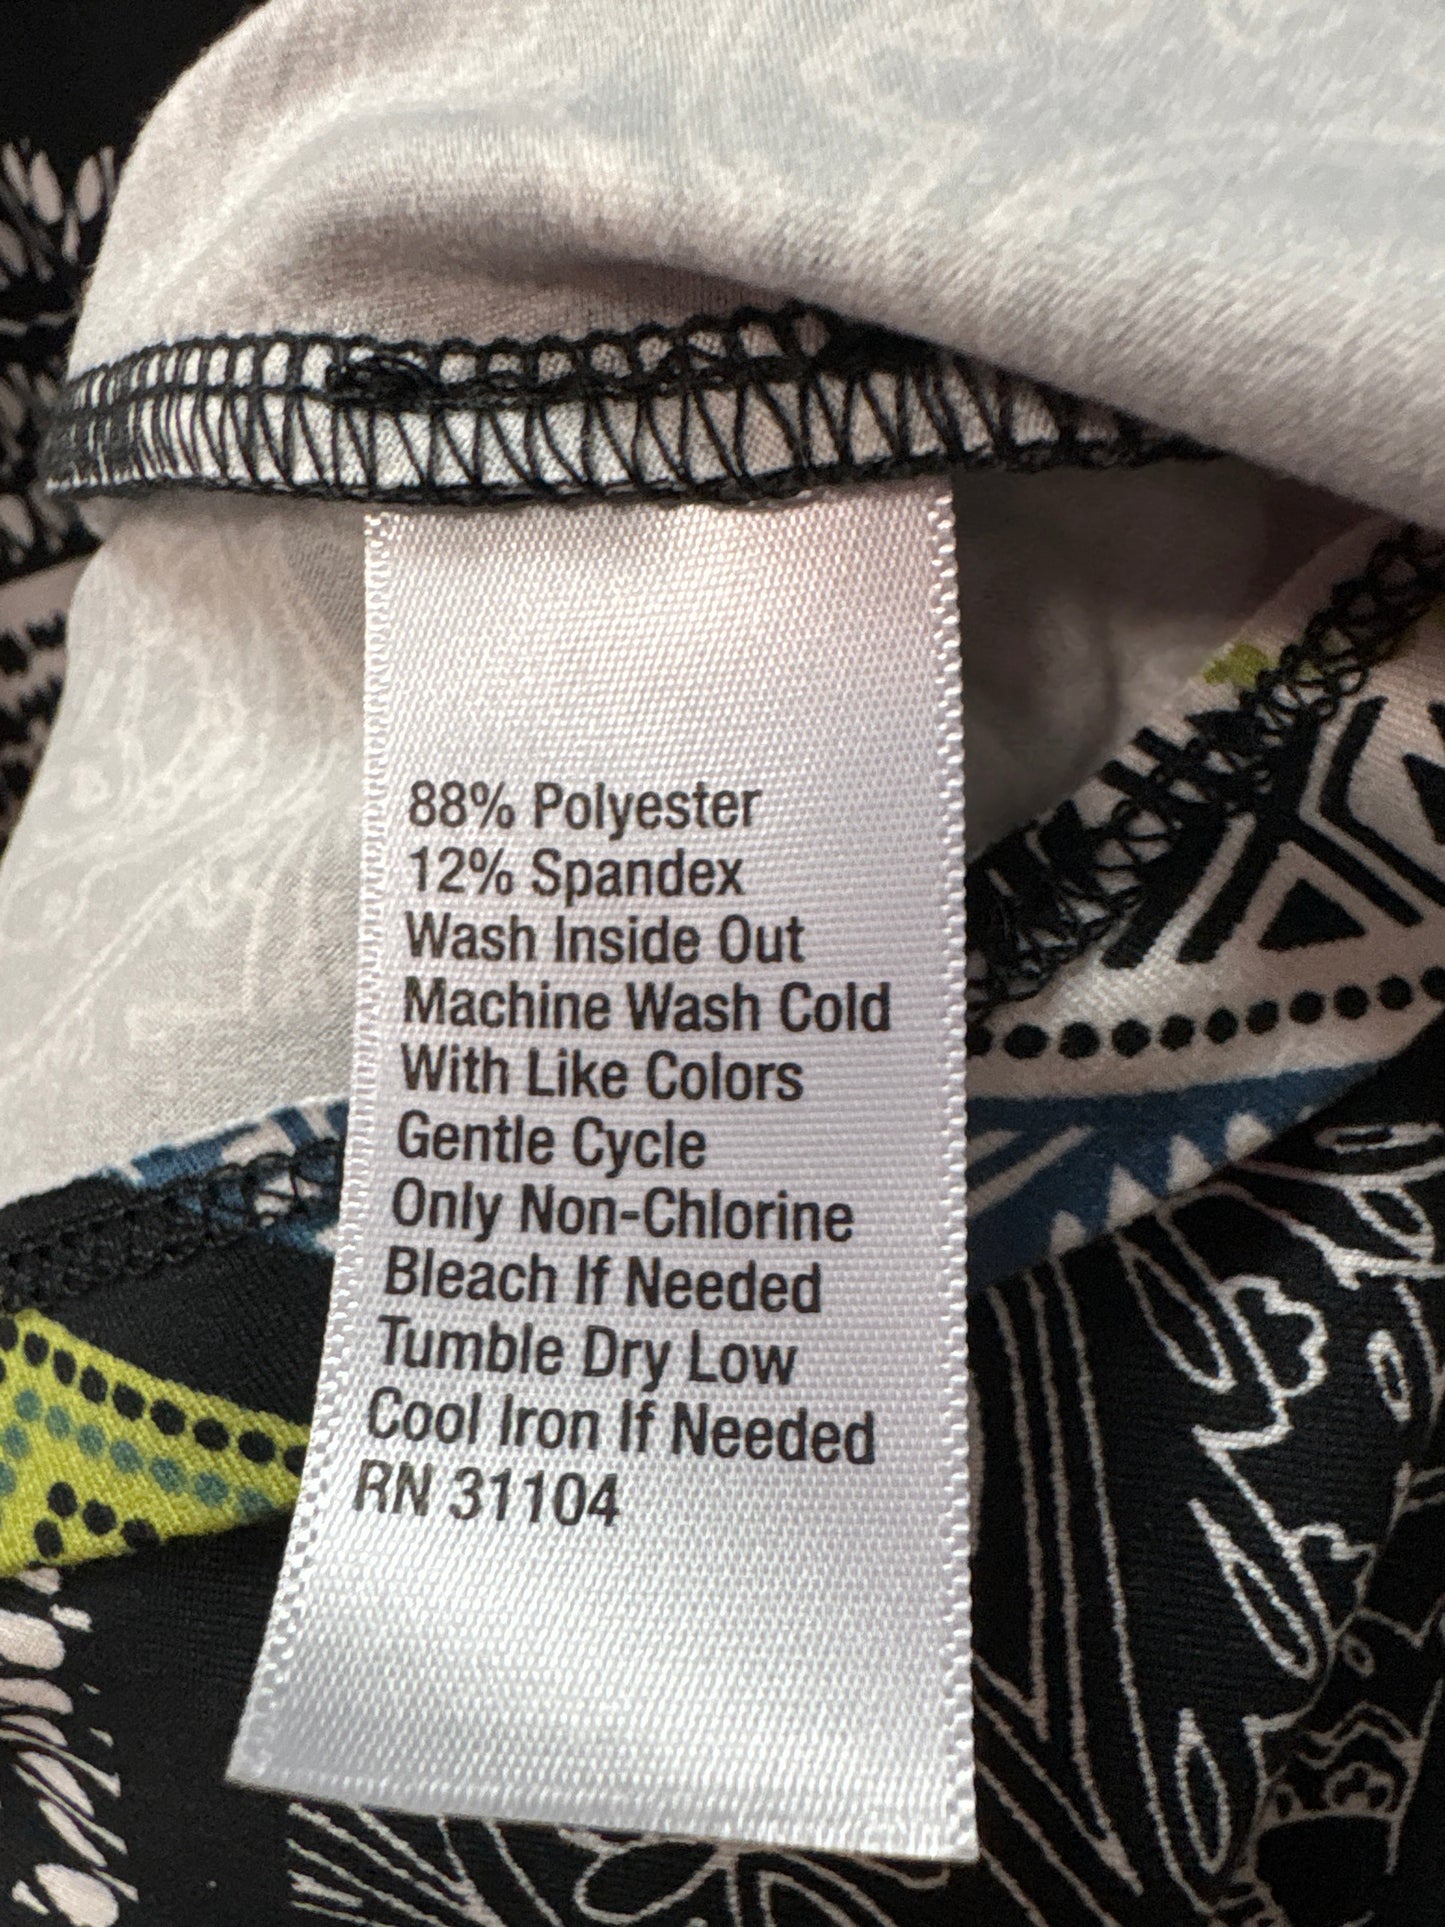 88% Polyester
12% Spandex
Wash Inside Out
Machine Wash Cold
With Like Colors
Gentle Cycle
Only Non-Chlorine
Bleach If Needed
Tumble Dry Low
Cool Iron If Needed
RN 31104